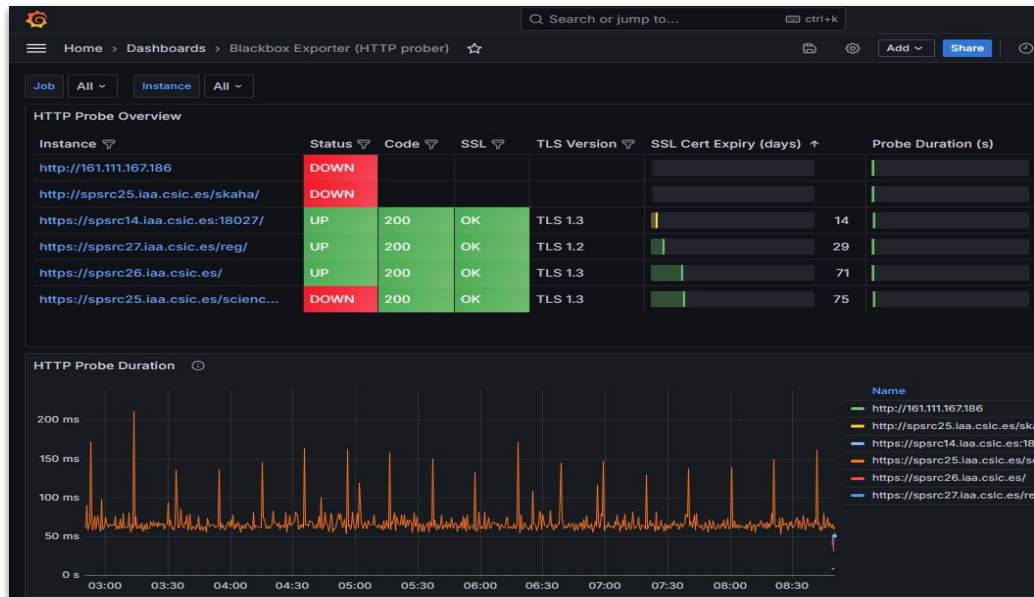 Search or jump to... ctrl+k
Home › Dashboards › Blackbox Exporter (HTTP prober) Add Share
Job All Instance All
HTTP Probe Overview
Instance Status Code SSL TLS Version SSL Cert Expiry (days) ↑ Probe Duration (s)
http://161.111.167.186 DOWN
http://spsrc25.iaa.csic.es/skaha/ DOWN
https://spsrc14.iaa.csic.es:18027/ UP 200 OK TLS 1.3 14
https://spsrc27.iaa.csic.es/reg/ UP 200 OK TLS 1.2 29
https://spsrc26.iaa.csic.es/ UP 200 OK TLS 1.3 71
https://spsrc25.iaa.csic.es/scienc... DOWN 200 OK TLS 1.3 75
HTTP Probe Duration
Name
200 ms
150 ms
100 ms
50 ms
0 s
03:00 03:30 04:00 04:30 05:00 05:30 06:00 06:30 07:00 07:30 08:00 08:30
http://161.111.167.186
http://spsrc25.iaa.csic.es/ska
https://spsrc14.iaa.csic.es:18
https://spsrc25.iaa.csic.es/sc
https://spsrc26.iaa.csic.es/
https://spsrc27.iaa.csic.es/re